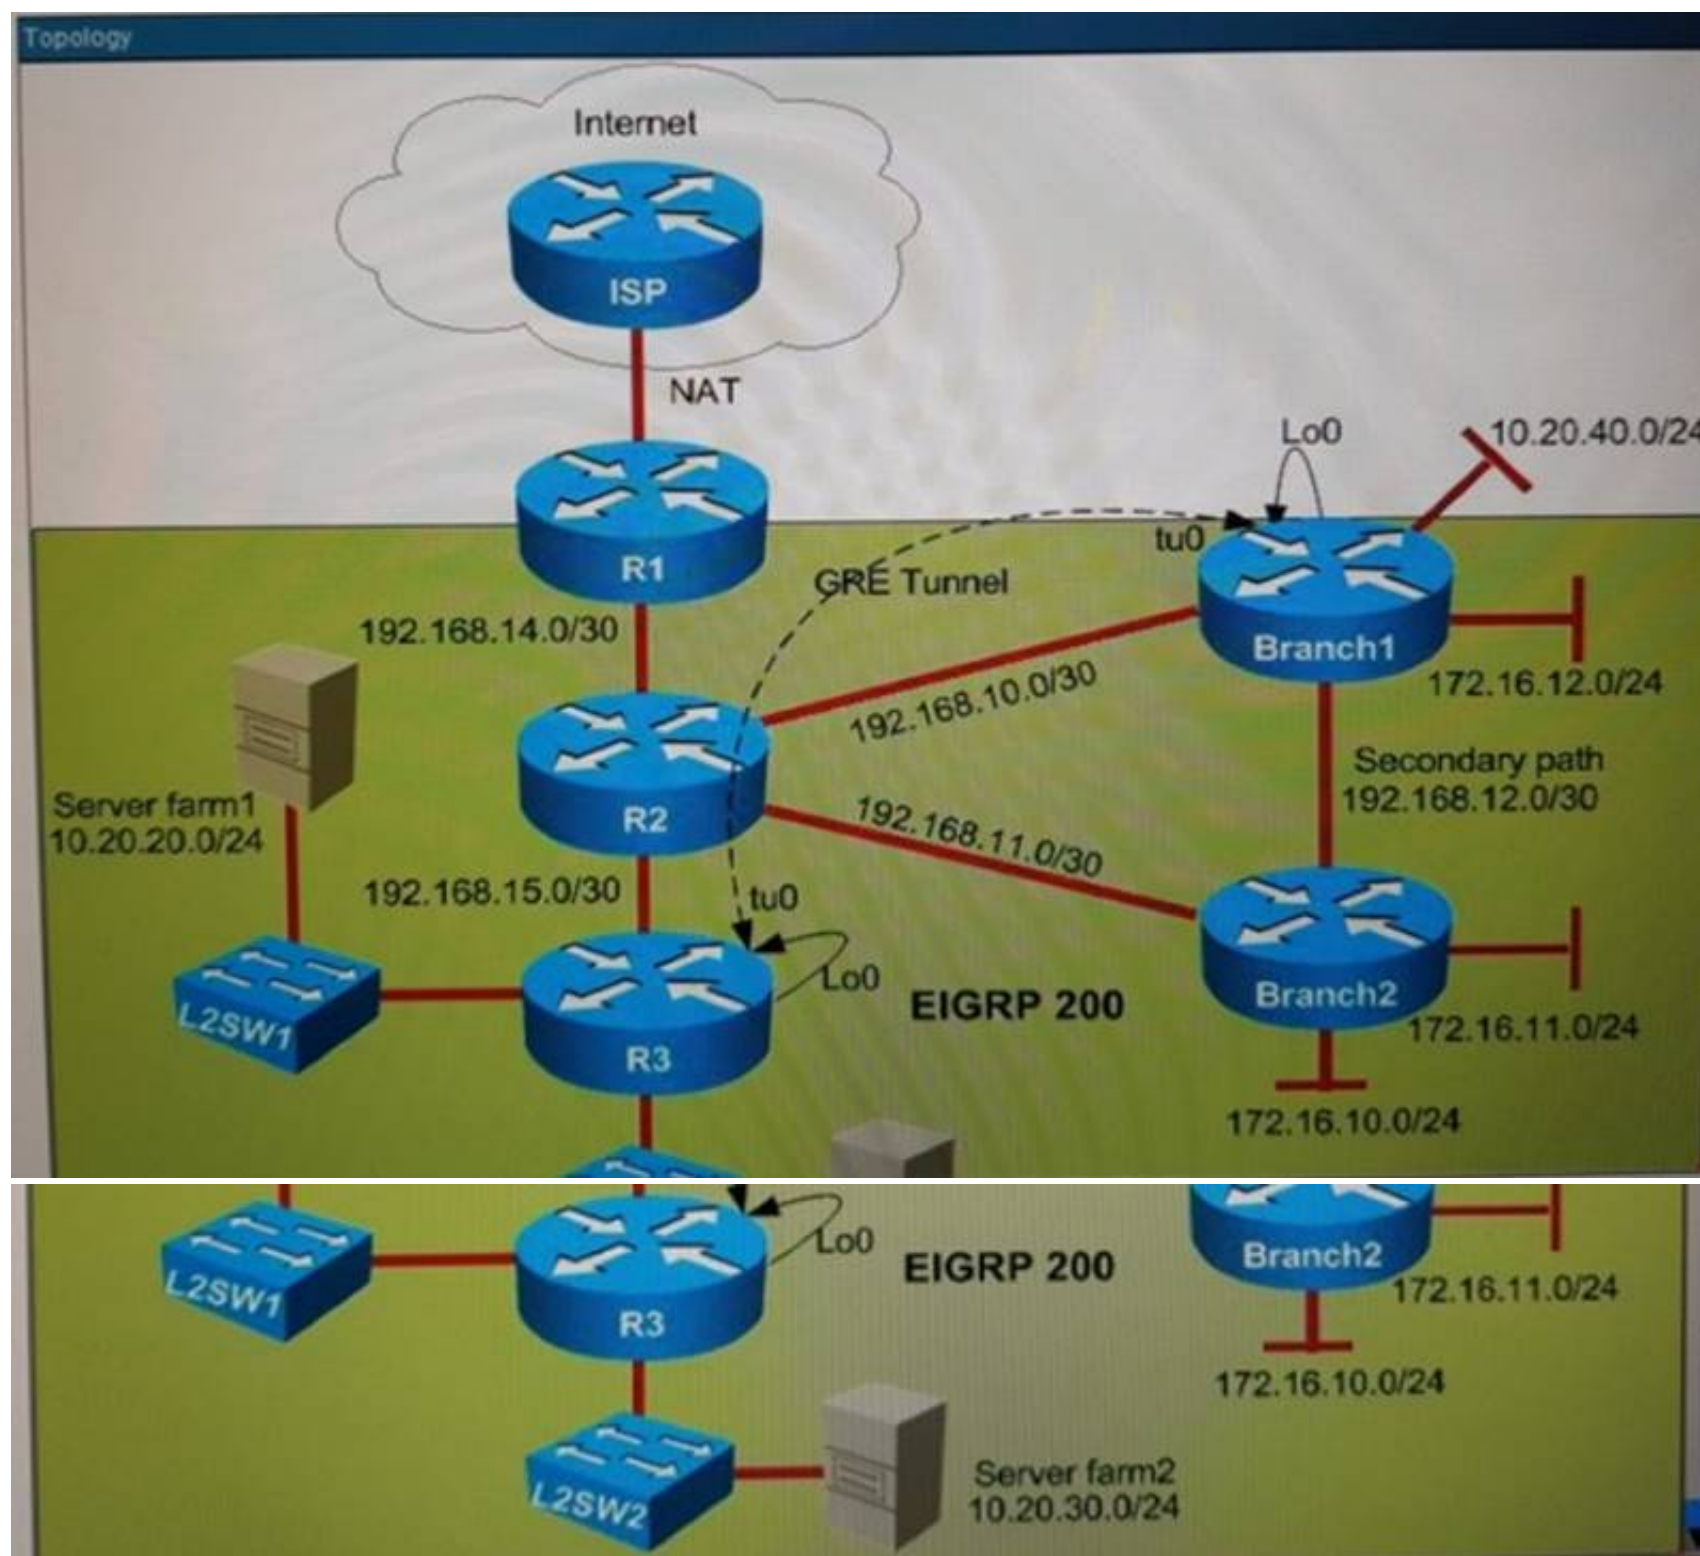 Topology
Internet
ISP
NAT
Lo0
10.20.40.0/24
R1
tu0
GRE Tunnel
Branch1
192.168.14.0/30
172.16.12.0/24
192.168.10.0/30
Secondary path
192.168.12.0/30
Server farm1
10.20.20.0/24
R2
192.168.11.0/30
192.168.15.0/30
tu0
Lo0
L2SW1
EIGRP 200
Branch2
172.16.11.0/24
R3
172.16.10.0/24
Lo0
L2SW1
EIGRP 200
Branch2
172.16.11.0/24
R3
172.16.10.0/24
L2SW2
Server farm2
10.20.30.0/24